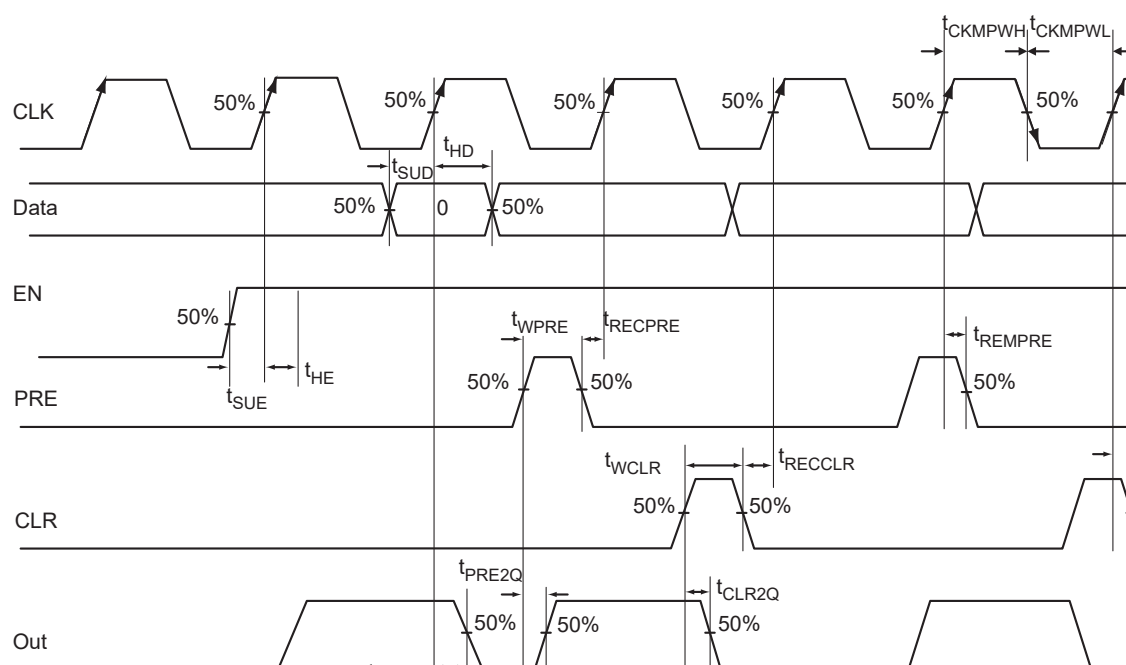 tCKMPWH tCKMPWL
CLK 50% 50% 50% 50% 50% 50%
tSUD tHD
Data 50% 0 50%
EN
50%
tWPRE tRECPRE tREMPRE
tSUE tHE
PRE 50% 50% 50%
tWCLR tRECCLR
CLR 50% 50%
tPRE2Q tCLR2Q
Out 50% 50% 50%